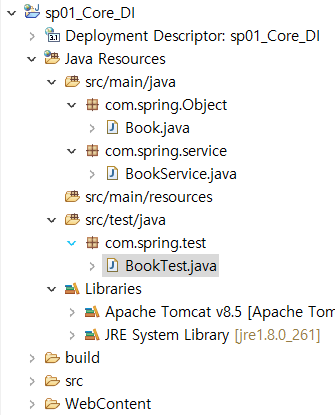 sp01_Core_DI
Deployment Descriptor: sp01_Core_DI
Java Resources
src/main/java
com.spring.Object
Book.java
com.spring.service
BookService.java
src/main/resources
src/test/java
com.spring.test
BookTest.java
Libraries
Apache Tomcat v8.5 [Apache Tom
JRE System Library [jre1.8.0_261]
build
src
WebContent